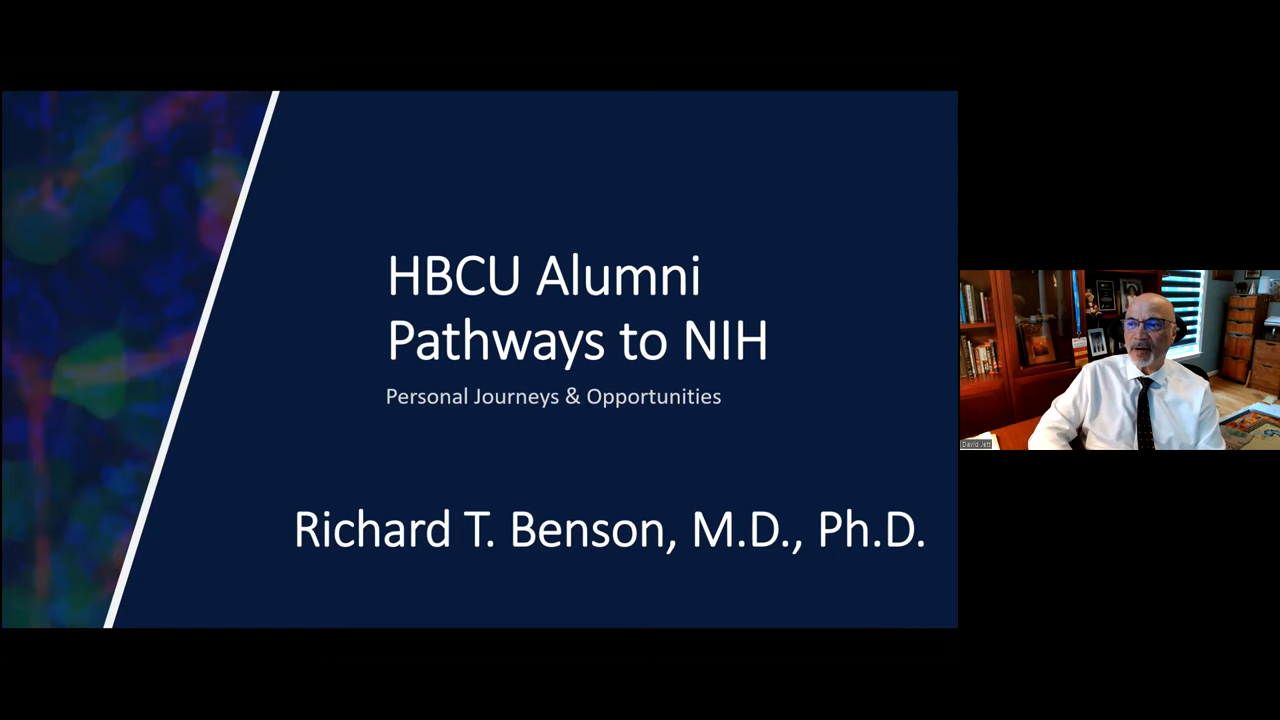 HBCU Alumni
Pathways to NIH
Personal Journeys & Opportunities
Richard T. Benson, M.D., Ph.D.
David Jett